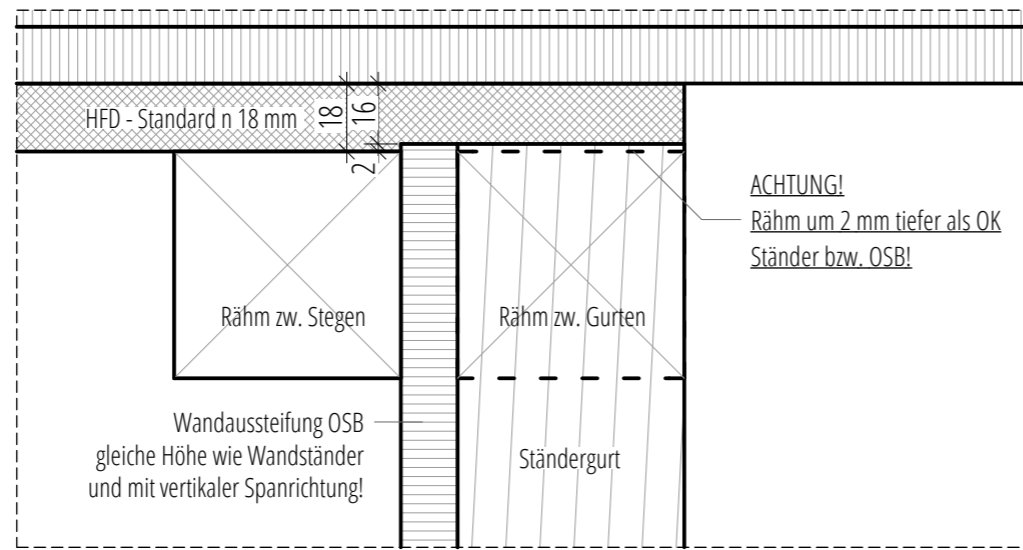 HFD - Standard n 18 mm
18
16
2
ACHTUNG!
Rähm um 2 mm tiefer als OK
Ständer bzw. OSB!
Rähm zw. Stegen
Rähm zw. Gurten
Wandaussteifung OSB
gleiche Höhe wie Wandständer
und mit vertikaler Spanrichtung!
Ständergurt